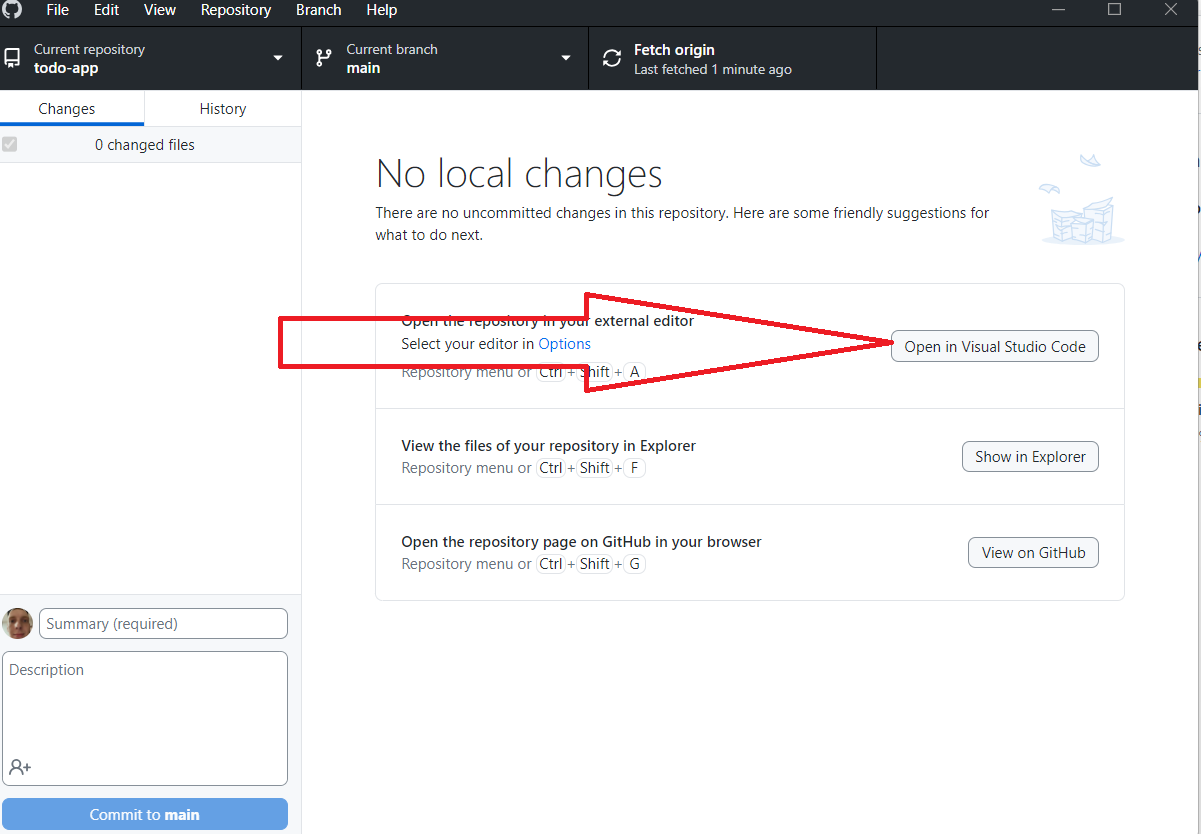 File Edit View Repository Branch Help
Current repository
todo-app
Current branch
main
Fetch origin
Last fetched 1 minute ago
Changes
History
0 changed files
No local changes
There are no uncommitted changes in this repository. Here are some friendly suggestions for
what to do next.
Open the repository in your external editor
Select your editor in Options
Repository menu or Ctrl + Shift + A
Open in Visual Studio Code
View the files of your repository in Explorer
Repository menu or Ctrl + Shift + F
Show in Explorer
Open the repository page on GitHub in your browser
Repository menu or Ctrl + Shift + G
View on GitHub
Summary (required)
Description
Commit to main